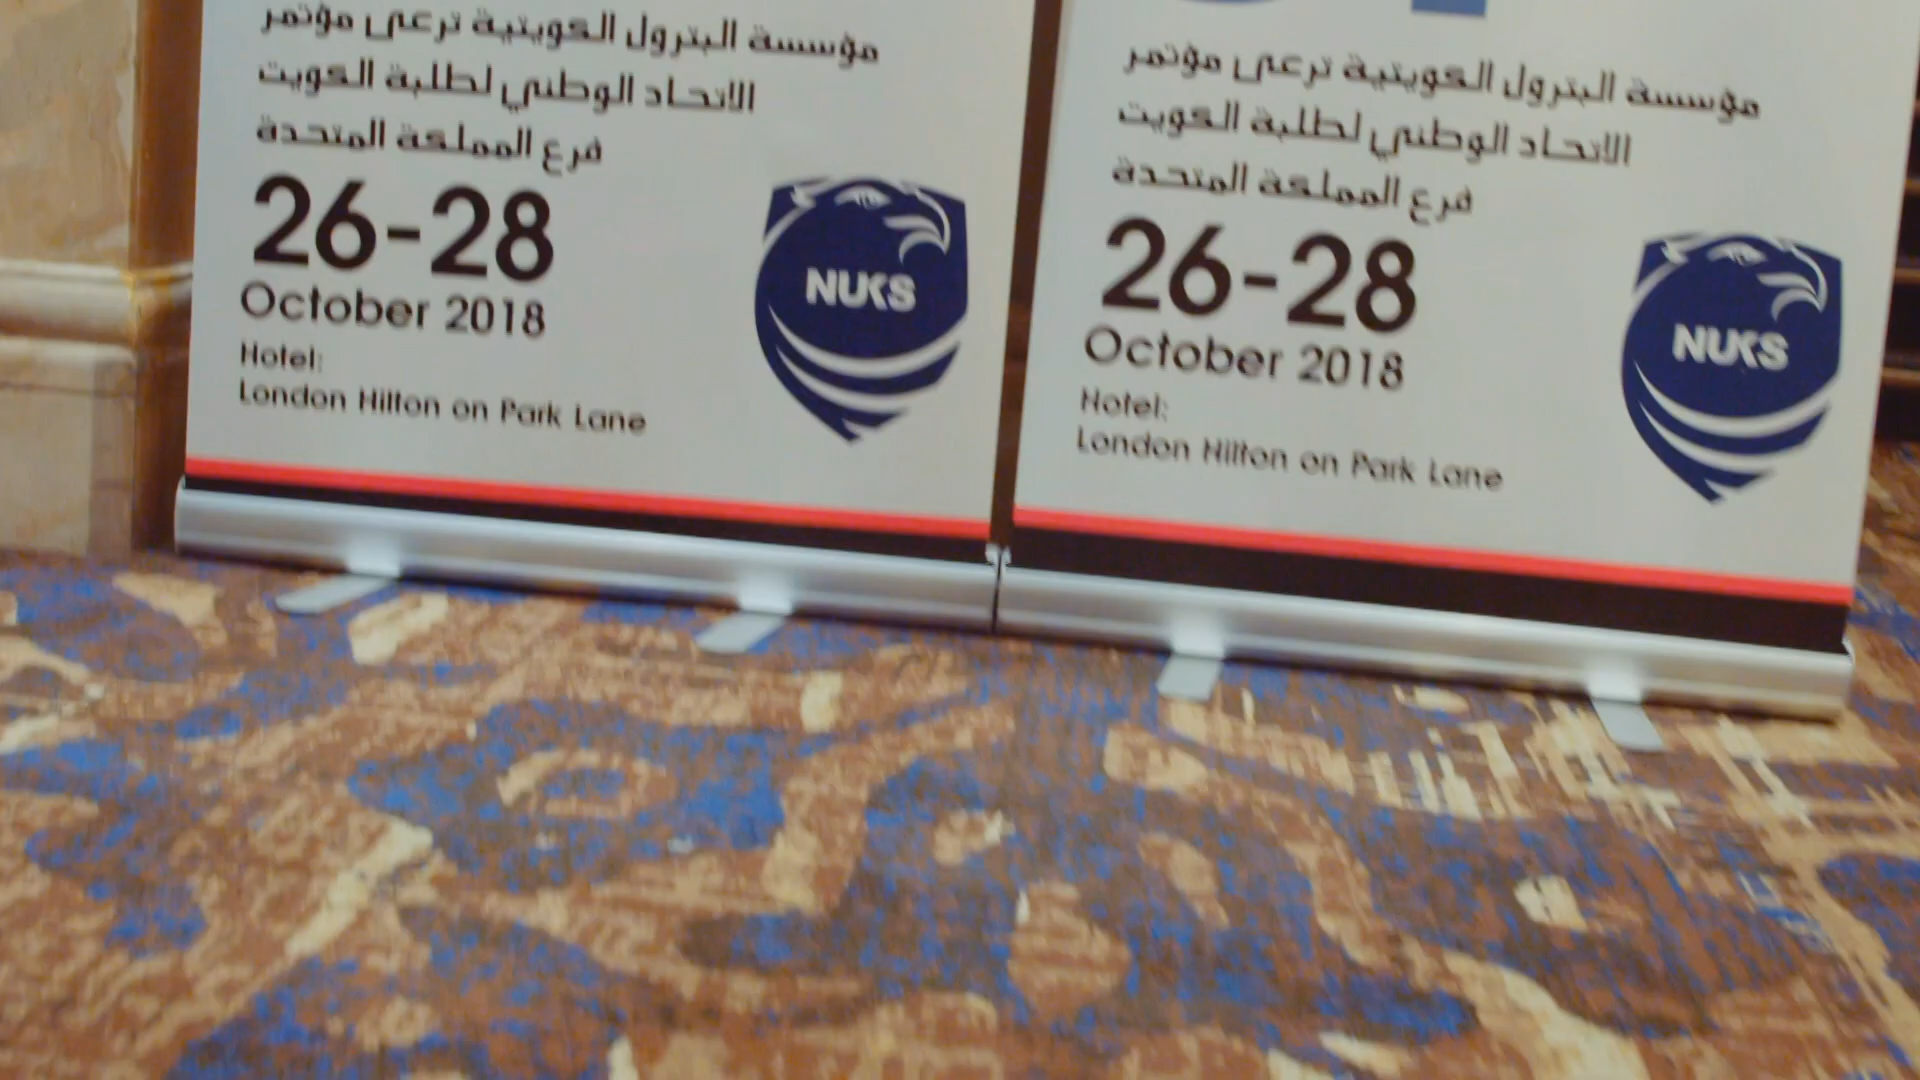 مؤسسة البترول الكويتية ترعى مؤتمر
الاتحاد الوطني لطلبة الكويت
فرع المملكة المتحدة
26-28
October 2018
Hotel:
London Hilton on Park Lane
NUKS
مؤسسة البترول الكويتية ترعى مؤتمر
الاتحاد الوطني لطلبة الكويت
فرع المملكة المتحدة
26-28
October 2018
Hotel:
London Hilton on Park Lane
NUKS